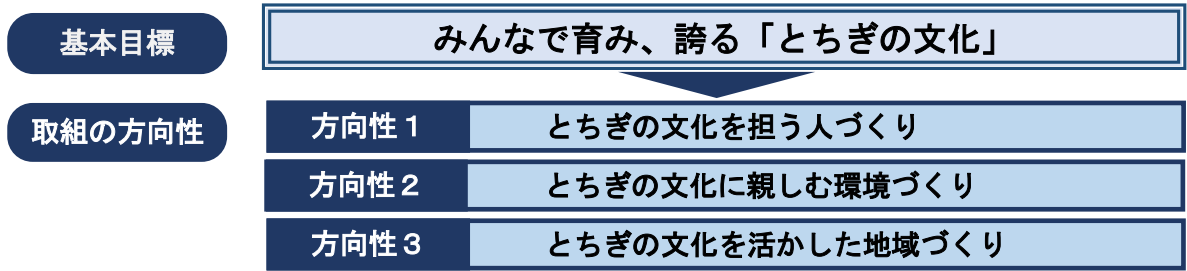 基本目標
みんなで育み、誇る「とちぎの文化」
取組の方向性
方向性1 とちぎの文化を担う人づくり
方向性2 とちぎの文化に親しむ環境づくり
方向性3 とちぎの文化を活かした地域づくり